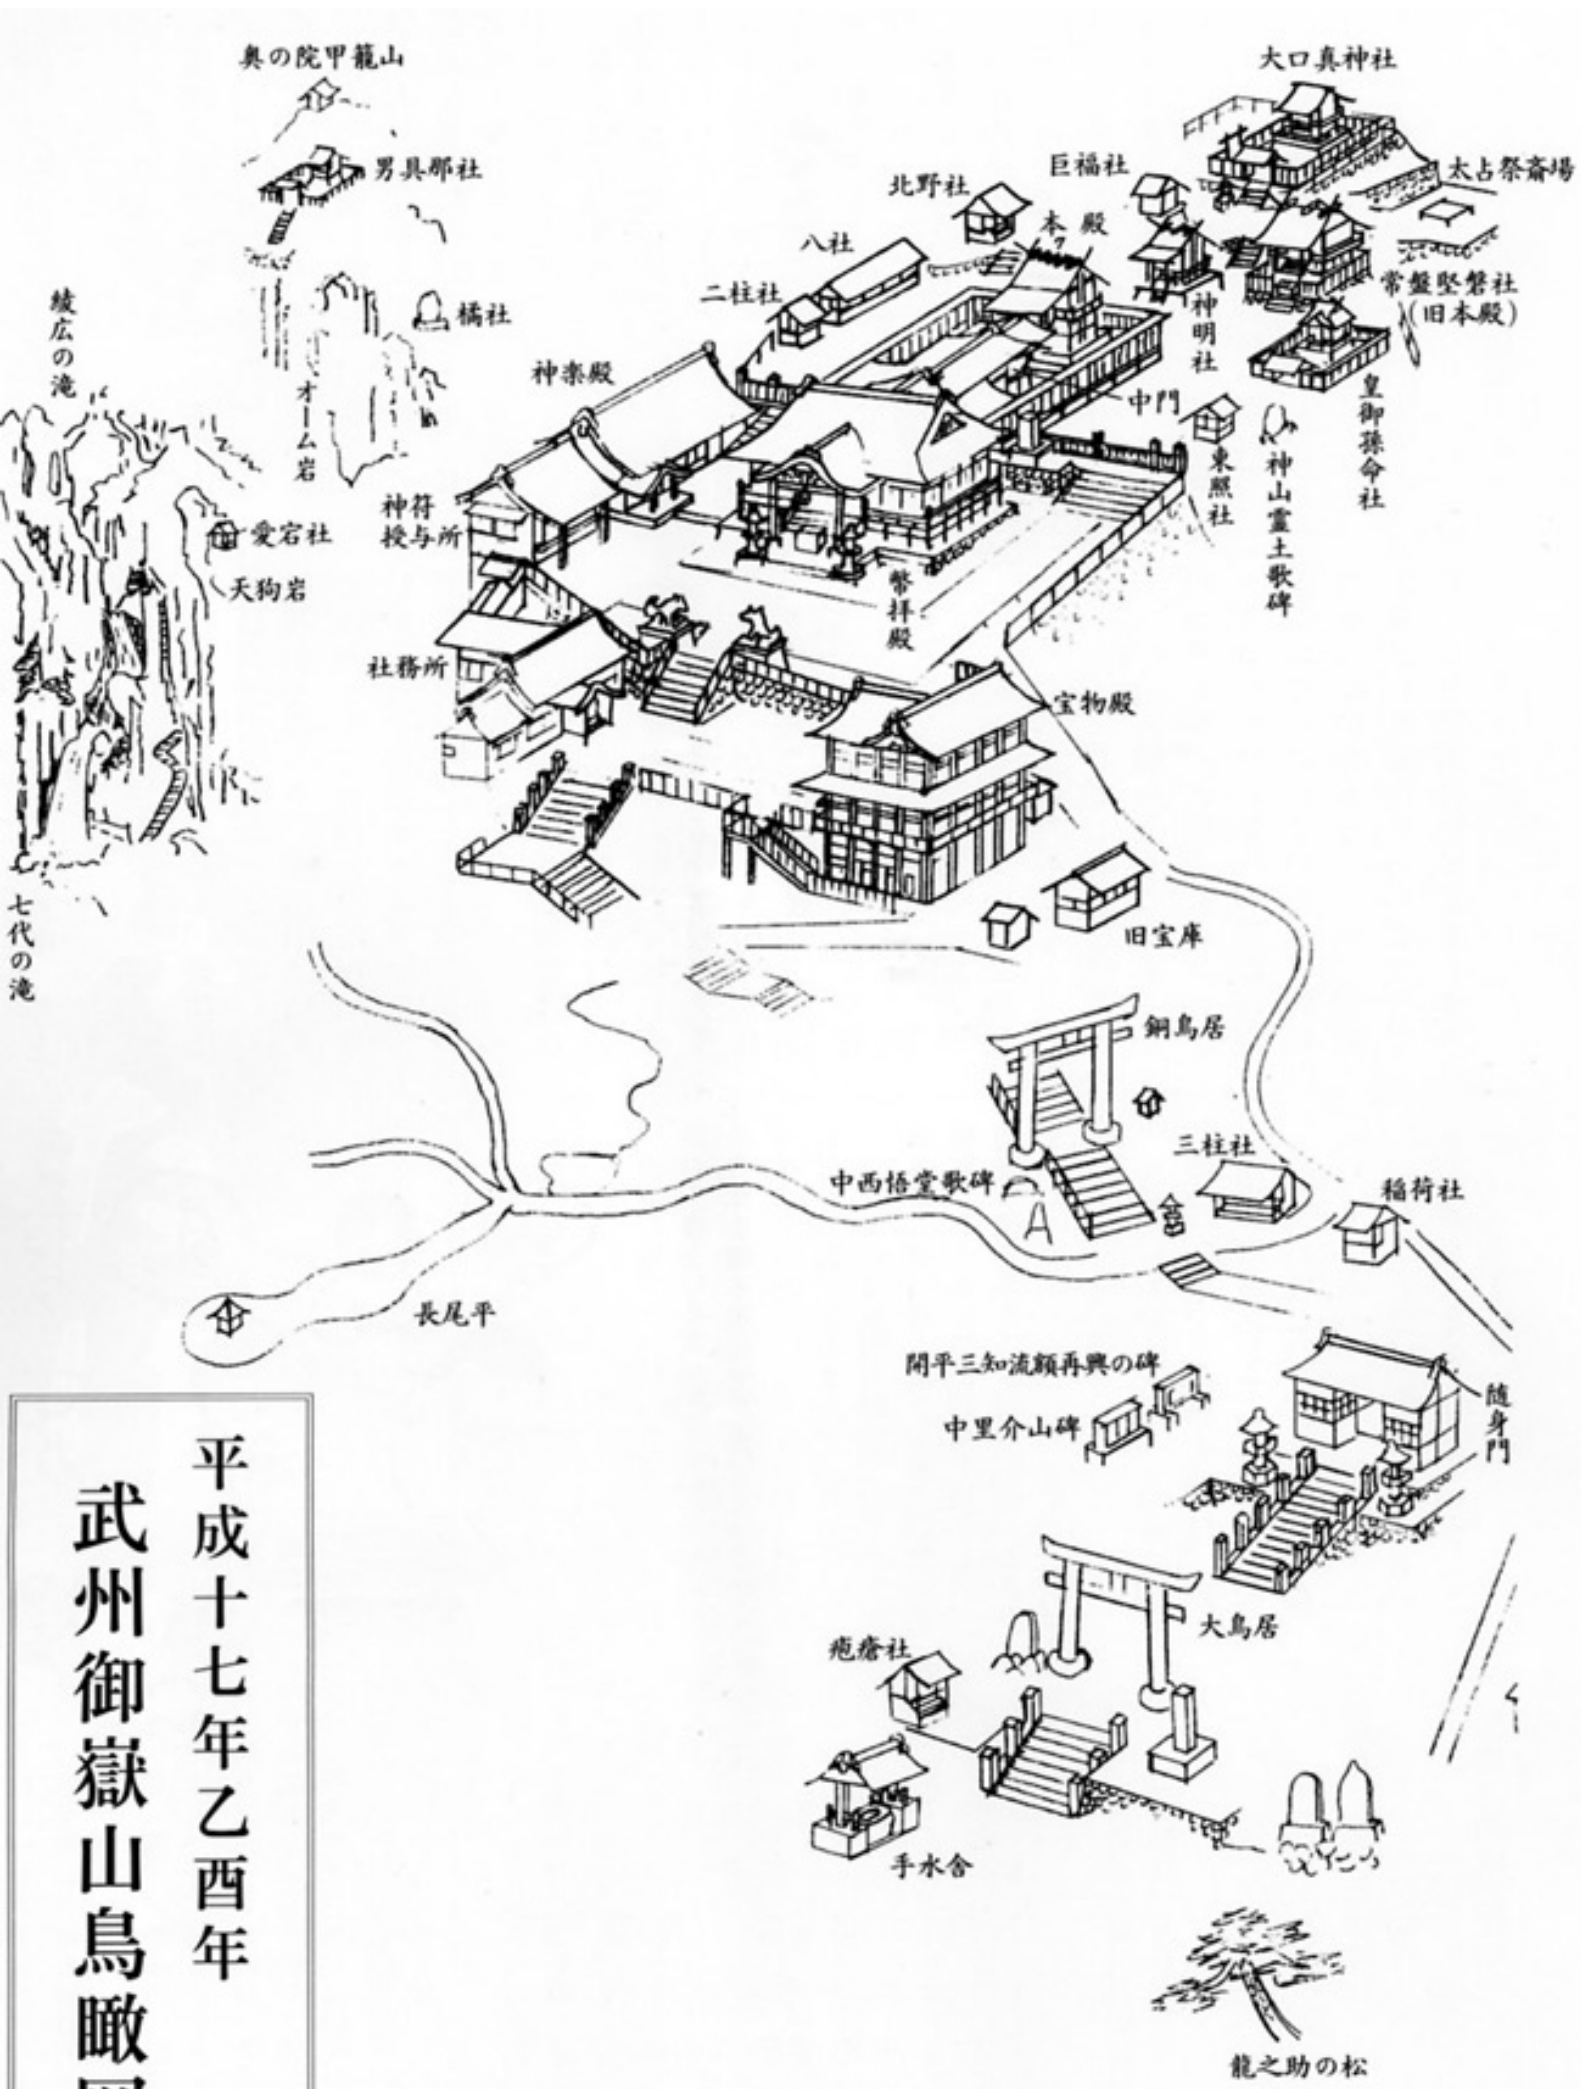 奥の院甲籠山
男具那社
大口真神社
太占祭斎場
巨福社
北野社
本殿
八社
二柱社
神明社
常盤堅磐社
(旧本殿)
橘社
綾広の滝
オーム岩
神楽殿
中門
皇御孫命社
東照社
神山霊土歌碑
神符
授与所
愛宕社
天狗岩
幣拝殿
社務所
宝物殿
七代の滝
旧宝庫
銅鳥居
三柱社
中西悟堂歌碑
稲荷社
長尾平
開平三知流顔再興の碑
中里介山碑
随身門
大鳥居
疱瘡社
手水舎
龍之助の松
平成十七年乙酉年
武州御嶽山鳥瞰